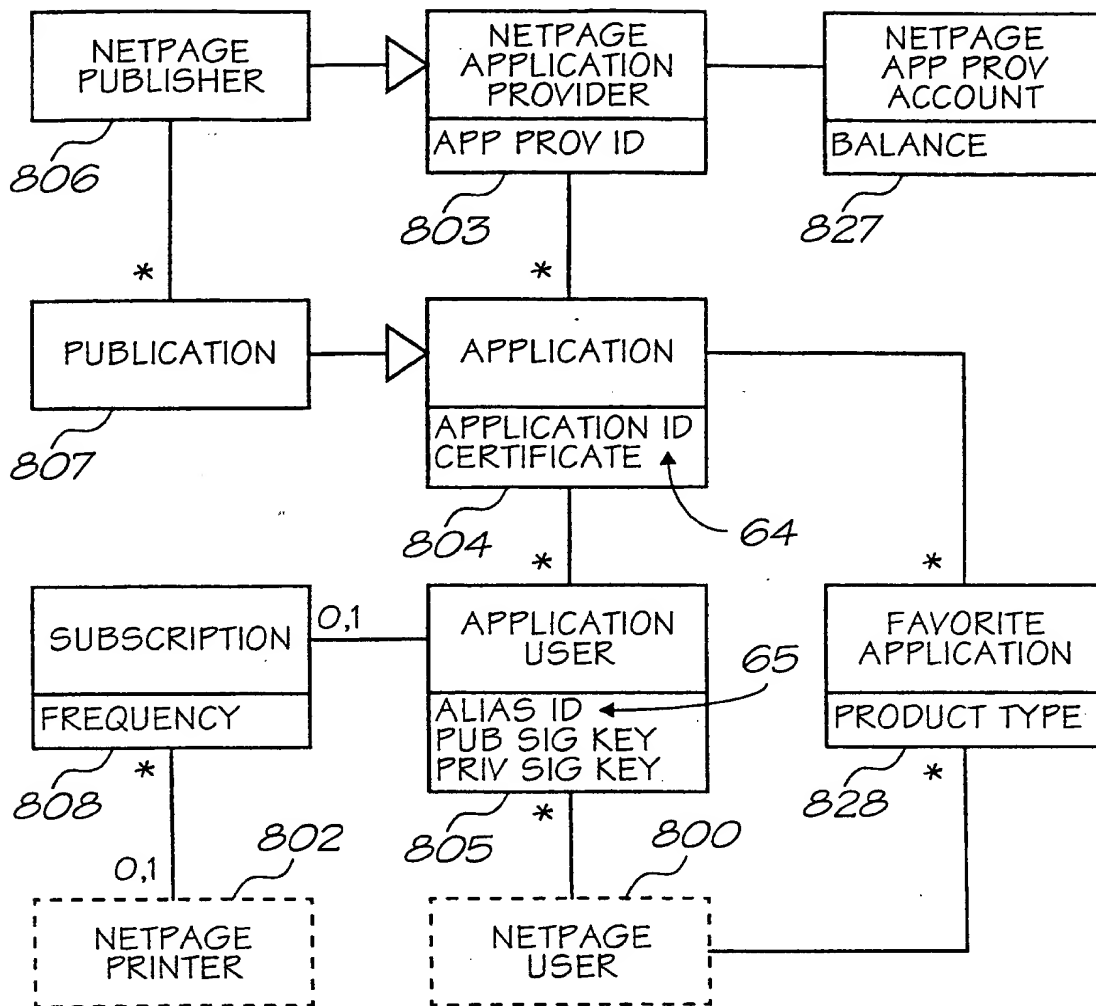 NETPAGE
PUBLISHER
NETPAGE
APPLICATION
PROVIDER
APP PROV ID
NETPAGE
APP PROV
ACCOUNT
BALANCE
806
803
827
*
*
PUBLICATION
APPLICATION
APPLICATION ID
CERTIFICATE
807
804
64
*
*
SUBSCRIPTION
FREQUENCY
0,1
APPLICATION
USER
ALIAS ID
PUB SIG KEY
PRIV SIG KEY
65
FAVORITE
APPLICATION
PRODUCT TYPE
808
*
805
*
828
*
802
800
0,1
NETPAGE
PRINTER
NETPAGE
USER